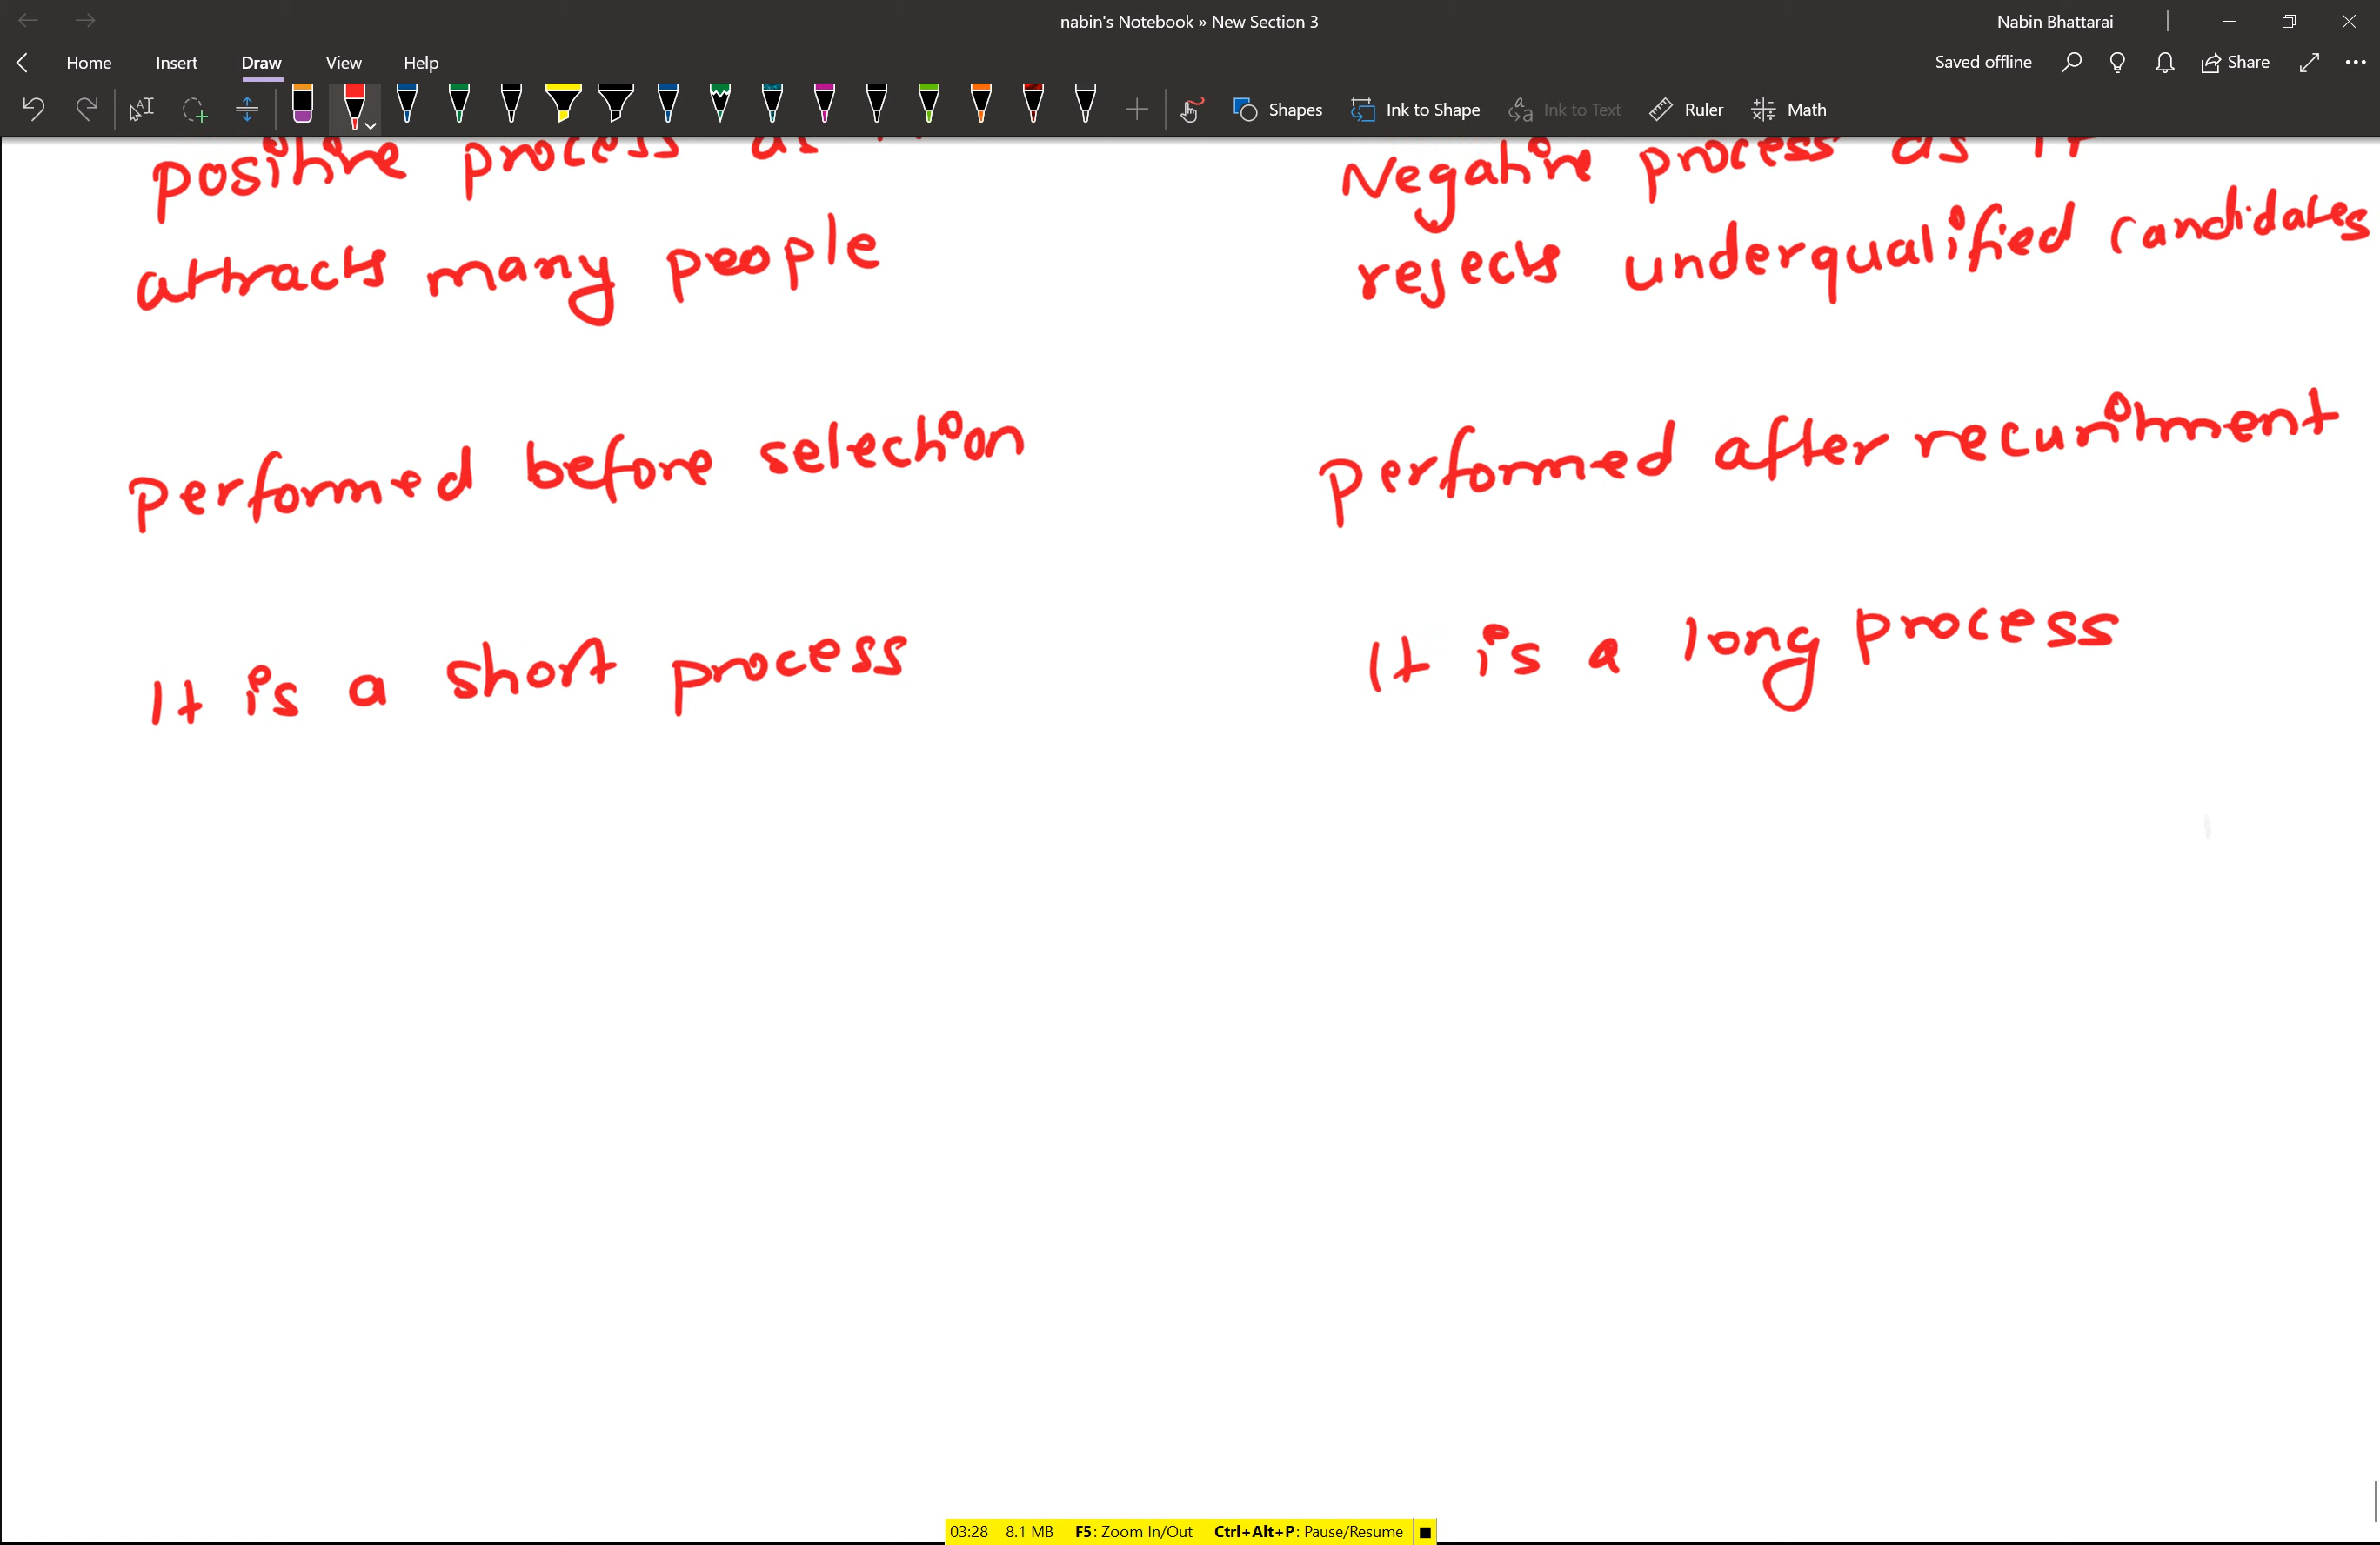 nabin's Notebook » New Section 3
Nabin Bhattarai
Home Insert Draw View Help
Saved offline
Share
Shapes Ink to Shape Ink to Text Ruler Math
positive process as
attracts many people
performed before selection
It is a short process
Negative process as it
rejects underqualified candidates
performed after recuritment
It is a long process
03:28 8.1 MB F5: Zoom In/Out Ctrl+Alt+P: Pause/Resume